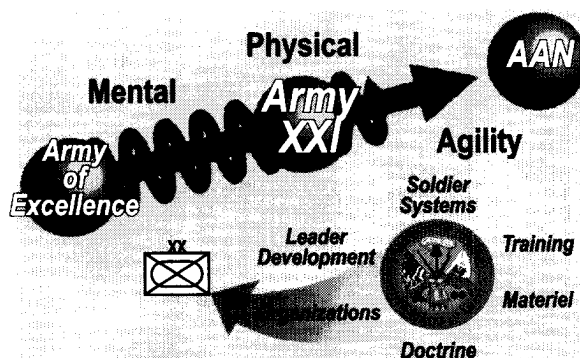 Physical
AAN
Mental
Army
XXI
Army
of
Excellence
Agility
Soldier
Systems
XX
Leader
Development
Training
Organizations
Materiel
Doctrine